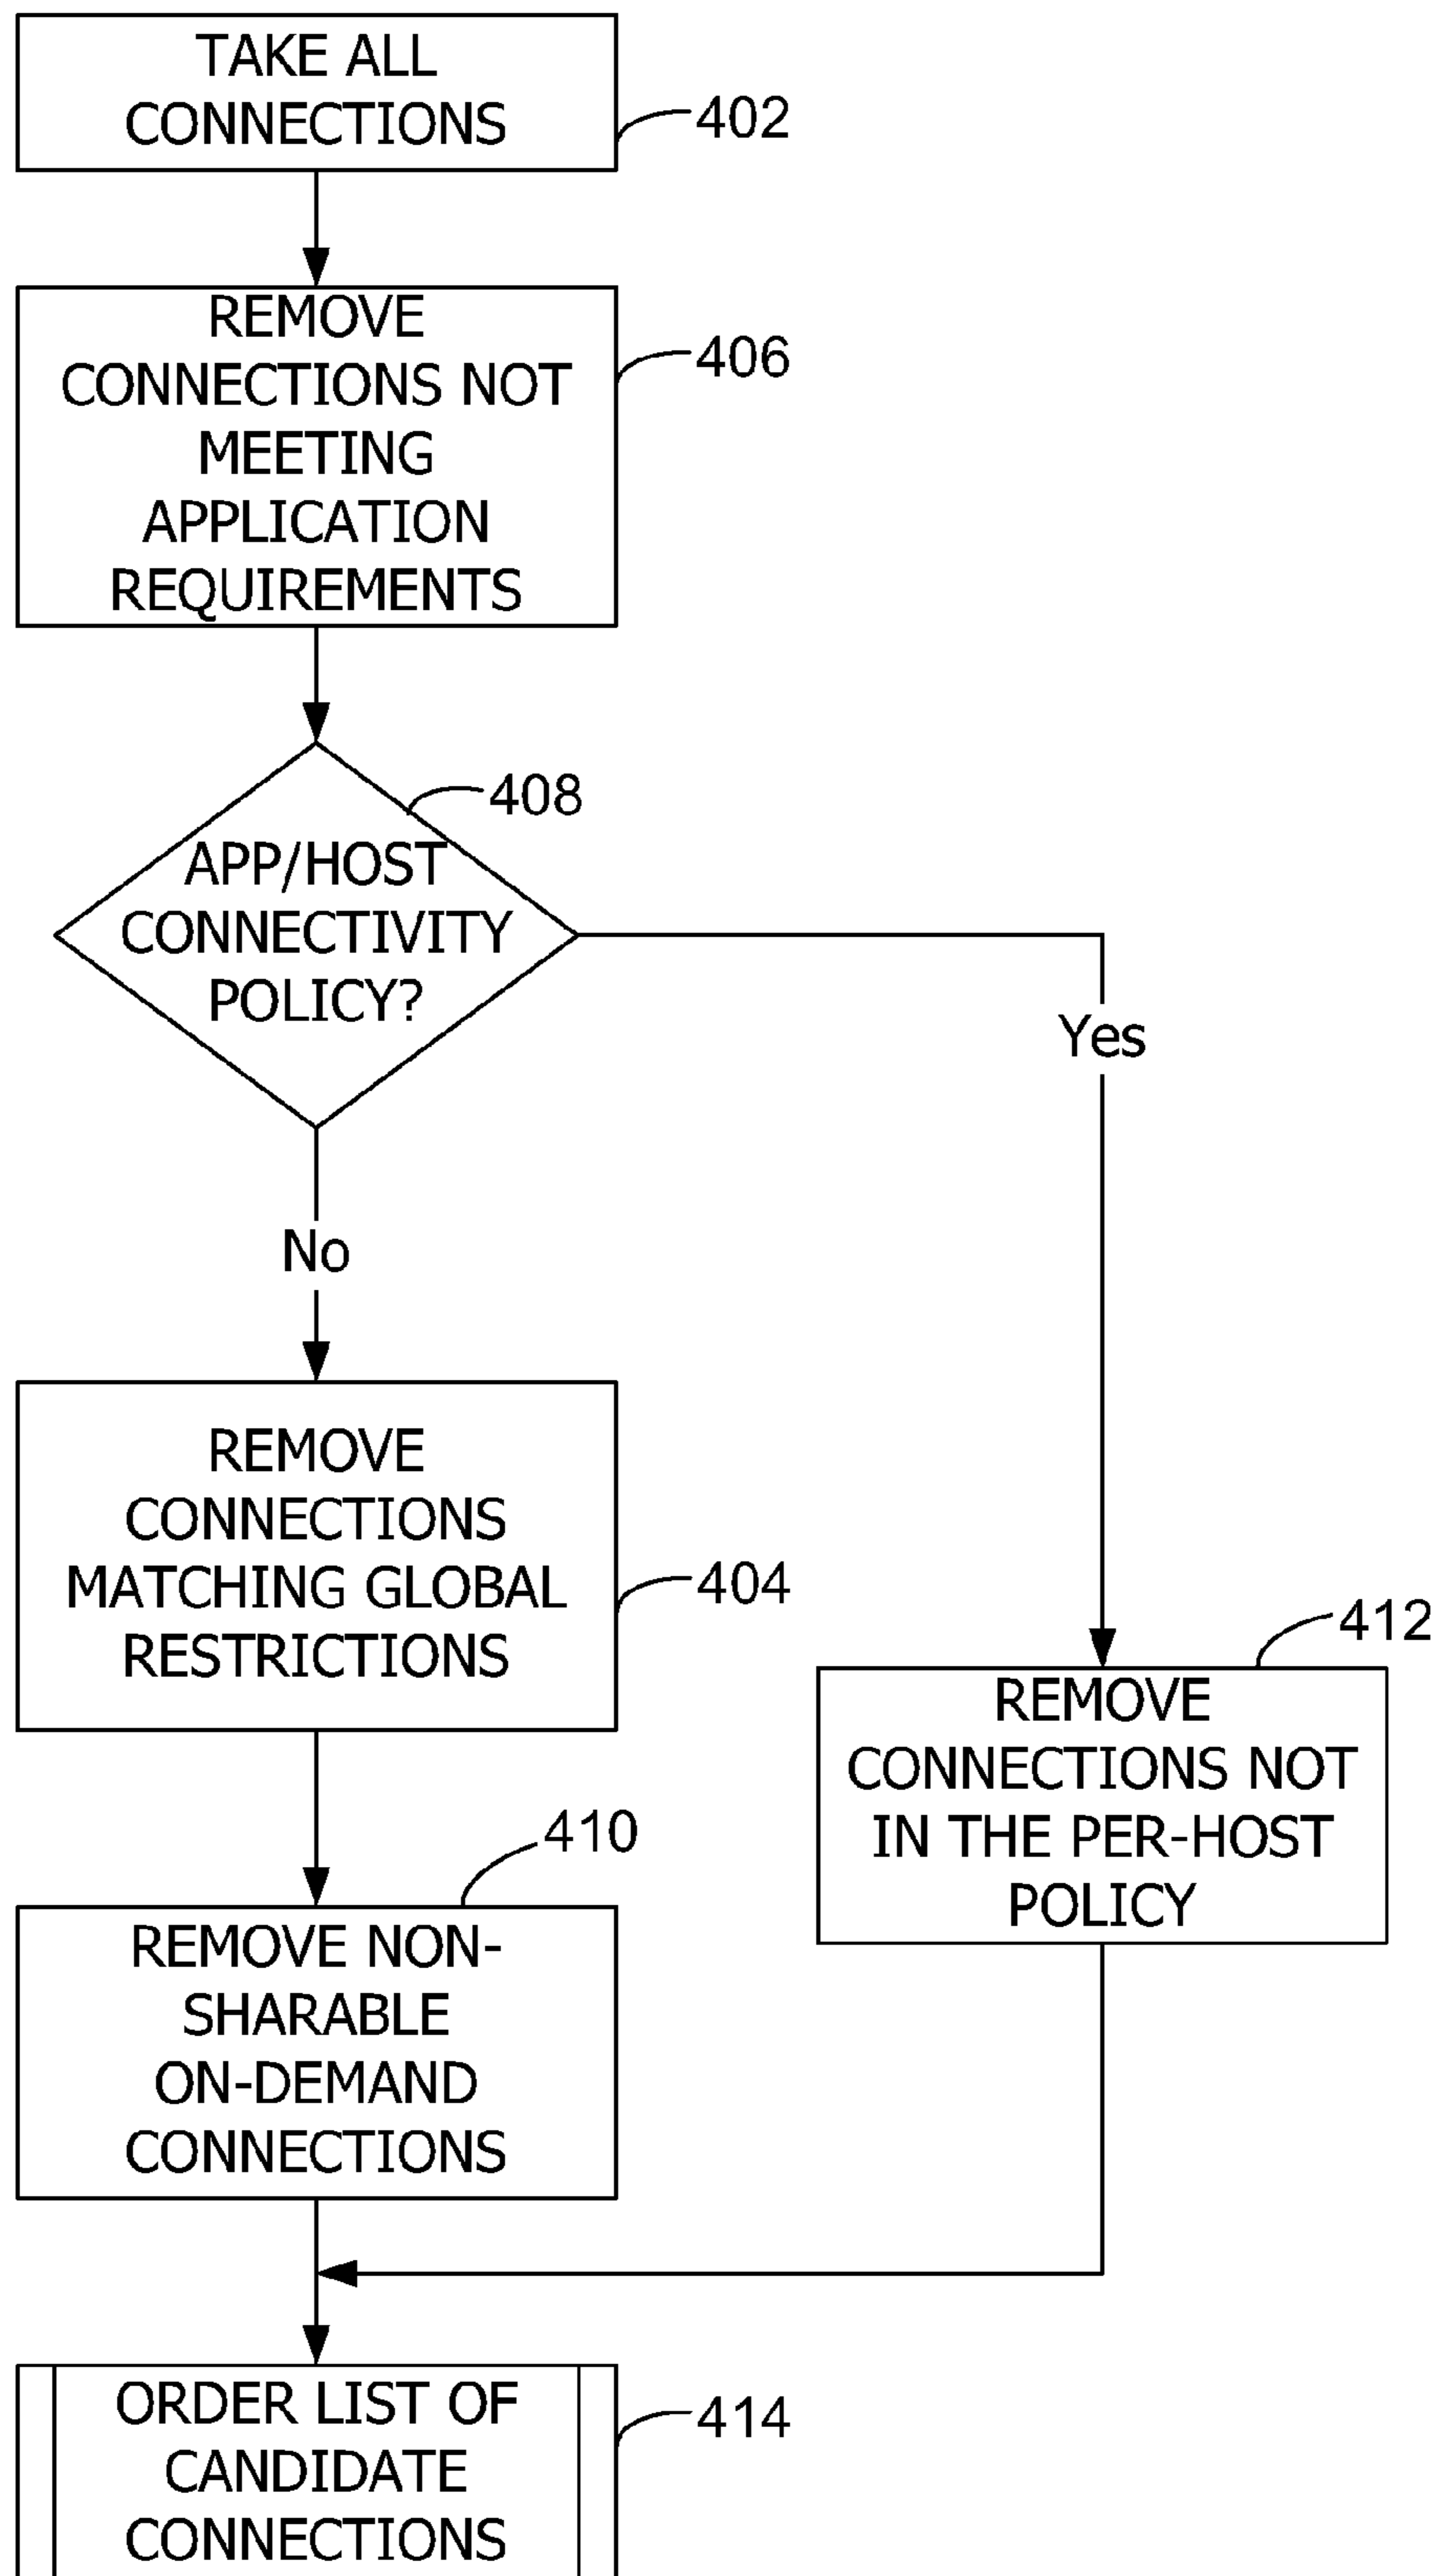 TAKE ALL
CONNECTIONS
402
REMOVE
CONNECTIONS NOT
MEETING
APPLICATION
REQUIREMENTS
406
408
APP/HOST
CONNECTIVITY
POLICY?
Yes
No
REMOVE
CONNECTIONS
MATCHING GLOBAL
RESTRICTIONS
404
412
REMOVE
CONNECTIONS NOT
IN THE PER-HOST
POLICY
410
REMOVE NON-
SHARABLE
ON-DEMAND
CONNECTIONS
ORDER LIST OF
CANDIDATE
CONNECTIONS
414